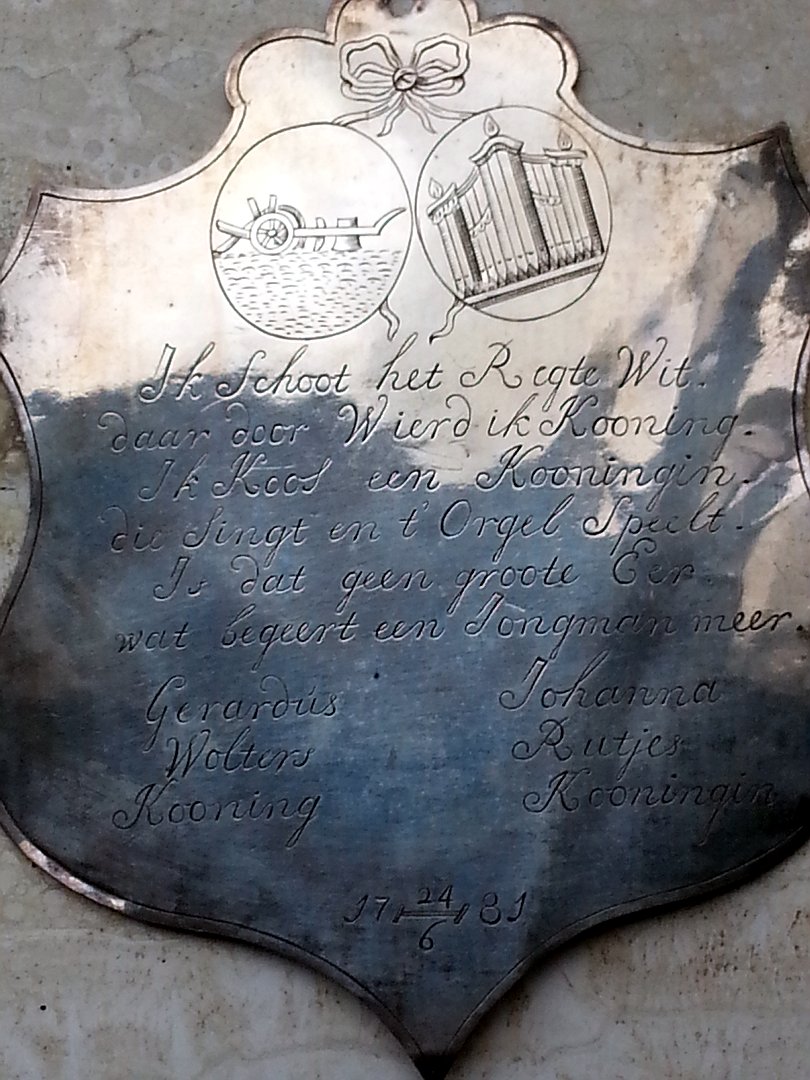 Ik Schoot het Regte Wit.
daar door Wierd ik Kooning.
Ik Koos een Kooningin.
die Singt en t' Orgel Speelt.
Is dat geen groote Eer.
wat begeert een Jongman meer.
Gerardus Johanna
Wolters Rutjes
Kooning Kooningin
17 24/6 81